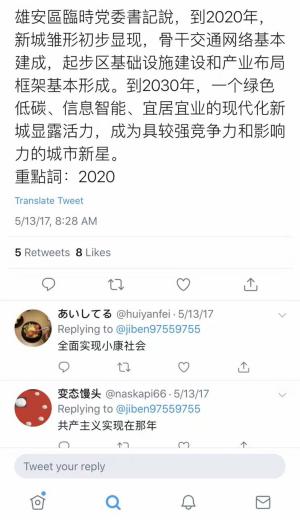 雄安區臨時党委書記說，到2020年，
新城雏形初步显现，骨干交通网络基本
建成，起步区基础设施建设和产业布局
框架基本形成。到2030年，一个绿色
低碳、信息智能、宜居宜业的现代化新
城显露活力，成为具较强竞争力和影响
力的城市新星。
重點詞：2020
Translate Tweet
5/13/17, 8:28 AM
5 Retweets 8 Likes
あいしてる @huiyanfei · 5/13/17
Replying to @jiben97559755
全面实现小康社会
变态馒头 @naskapi66 · 5/13/17
Replying to @jiben97559755
共产主义实现在那年
Tweet your reply